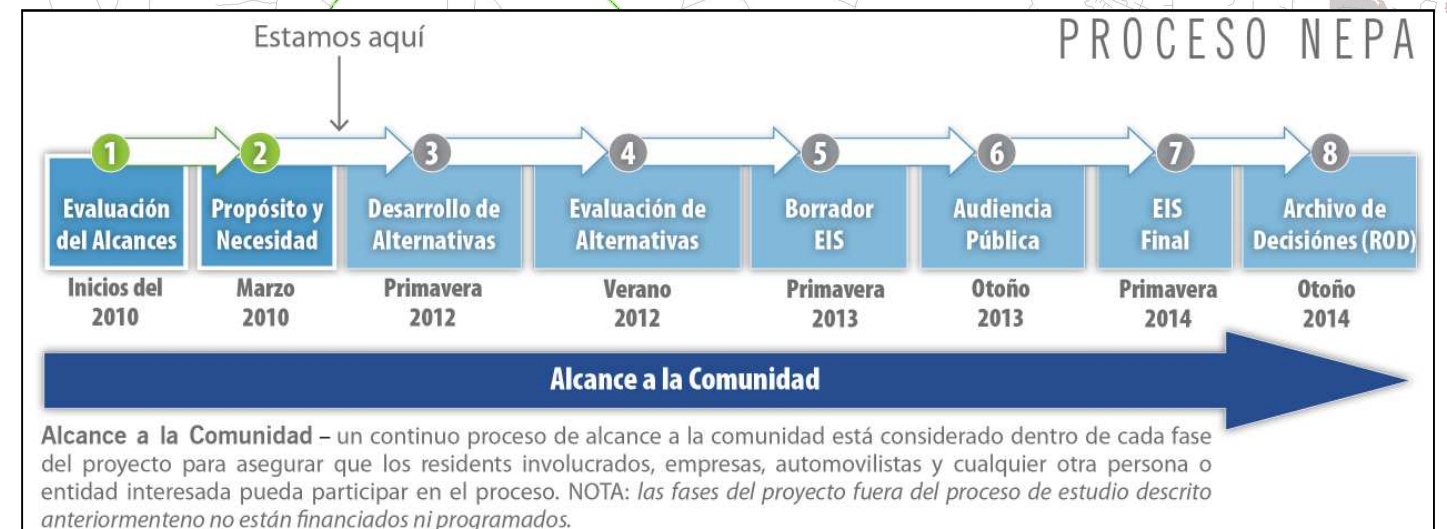 Estamos aquí
PROCESO NEPA
1
2
3
4
5
6
7
8
Evaluación
del Alcances
Propósito y
Necesidad
Desarrollo de
Alternativas
Evaluación de
Alternativas
Borrador
EIS
Audiencia
Pública
EIS
Final
Archivo de
Decisiónes (ROD)
Inicios del
2010
Marzo
2010
Primavera
2012
Verano
2012
Primavera
2013
Otoño
2013
Primavera
2014
Otoño
2014
Alcance a la Comunidad
Alcance a la Comunidad – un continuo proceso de alcance a la comunidad está considerado dentro de cada fase
del proyecto para asegurar que los residents involucrados, empresas, automovilistas y cualquier otra persona o
entidad interesada pueda participar en el proceso. NOTA: las fases del proyecto fuera del proceso de estudio descrito
anteriormenteno no están financiados ni programados.